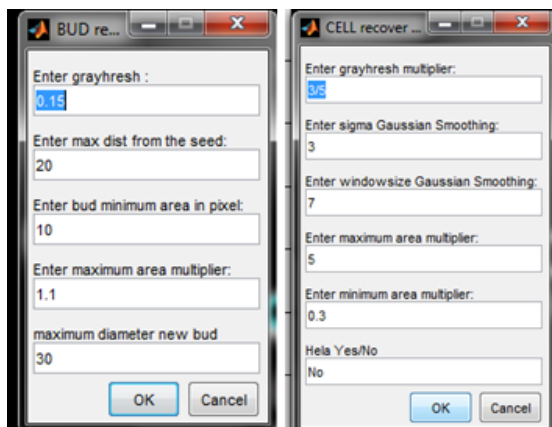 BUD re...
Enter grayhresh :
0.15
Enter max dist from the seed:
20
Enter bud minimum area in pixel:
10
Enter maximum area multiplier:
1.1
maximum diameter new bud
30
OK
Cancel
CELL recover ...
Enter grayhresh multiplier:
3/5
Enter sigma Gaussian Smoothing:
3
Enter windowsize Gaussian Smoothing:
7
Enter maximum area multiplier:
5
Enter minimum area multiplier:
0.3
Hela Yes/No
No
OK
Cancel